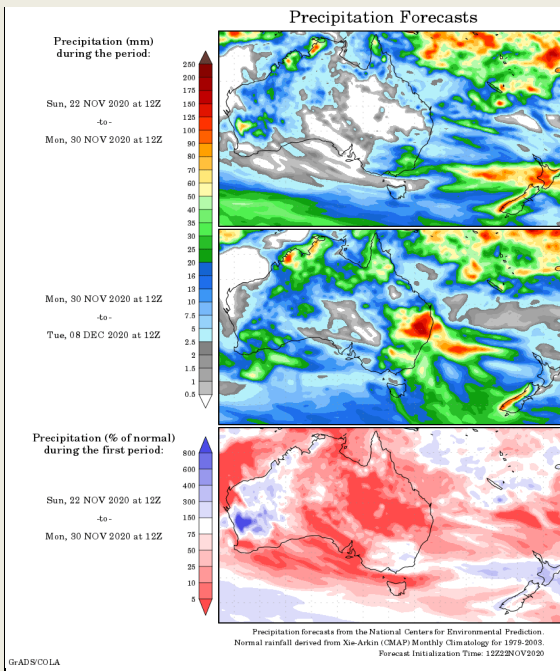 Precipitation Forecasts
Precipitation (mm)
during the period:
Sun, 22 NOV 2020 at 12Z
-to-
Mon, 30 NOV 2020 at 12Z
250
200
175
150
125
100
90
80
70
60
50
40
35
30
25
20
16
13
10
7.5
5
2.5
2
1.5
1
0.5
Mon, 30 NOV 2020 at 12Z
-to-
Tue, 08 DEC 2020 at 12Z
Precipitation (% of normal)
during the first period:
Sun, 22 NOV 2020 at 12Z
-to-
Mon, 30 NOV 2020 at 12Z
800
600
400
300
150
75
50
25
10
5
Precipitation forecasts from the National Centers for Environmental Prediction.
Normal rainfall derived from Xie-Arkin (CMAP) Monthly Climatology for 1979-2003.
Forecast Initialization Time: 12Z22NOV2020
GrADS/COLA